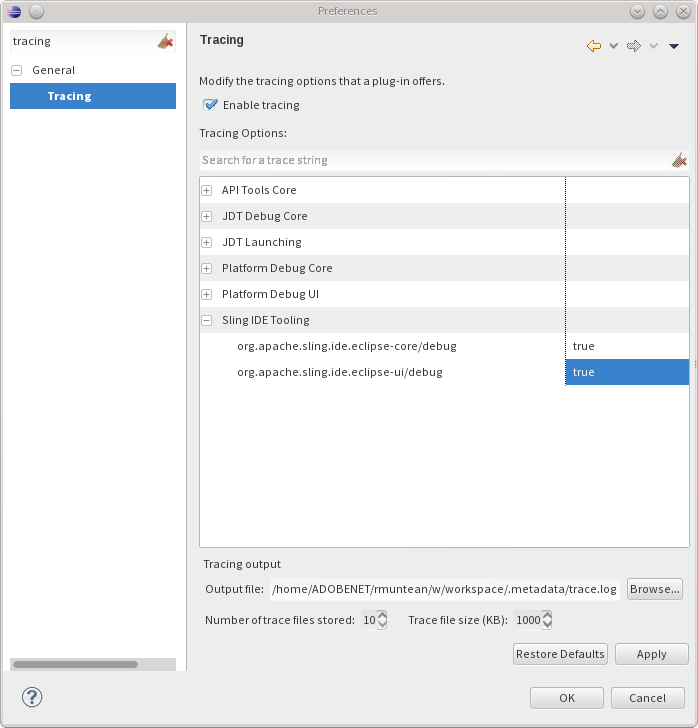 Preferences
tracing
General
Tracing
Tracing
Modify the tracing options that a plug-in offers.
Enable tracing
Tracing Options:
Search for a trace string
API Tools Core
JDT Debug Core
JDT Launching
Platform Debug Core
Platform Debug UI
Sling IDE Tooling
org.apache.sling.ide.eclipse-core/debug true
org.apache.sling.ide.eclipse-ui/debug true
Tracing output
Output file: /home/ADOBENET/rmuntean/w/workspace/.metadata/trace.log Browse...
Number of trace files stored: 10 Trace file size (KB): 1000
Restore Defaults Apply
? OK Cancel